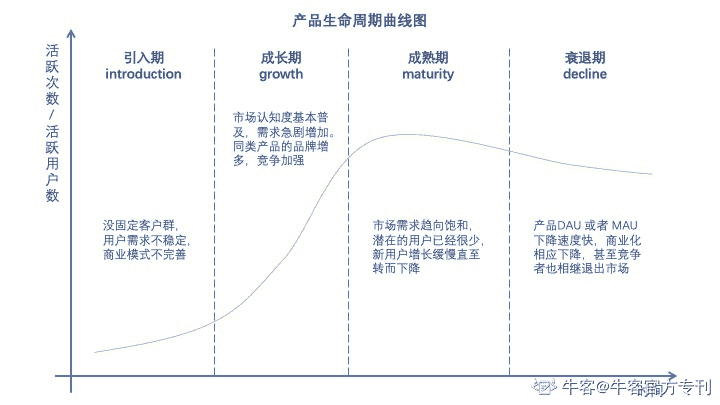 产品生命周期曲线图
活跃次数/活跃用户数
引入期
introduction
成长期
growth
成熟期
maturity
衰退期
decline
市场认知度基本普
及，需求急剧增加。
同类产品的品牌增
多，竞争加强
没固定客户群，
用户需求不稳定，
商业模式不完善
市场需求趋向饱和，
潜在的用户已经很少，
新用户增长缓慢直至
转而下降
产品DAU 或者 MAU
下降速度快，商业化
相应下降，甚至竞争
者也相继退出市场
牛客@牛客官方专刊